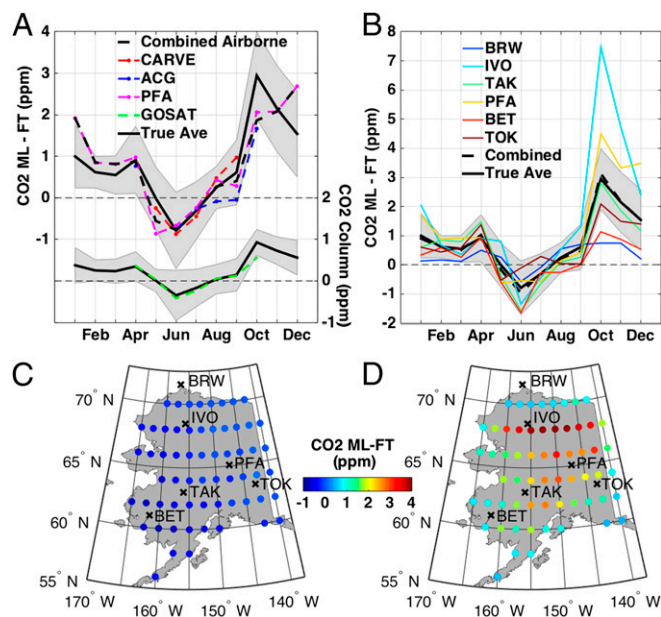 A
CO2 ML - FT (ppm)
4
3
2
1
0
-1
Combined Airborne
CARVE
ACG
PFA
GOSAT
True Ave
2
1
0
-1
CO2 Column (ppm)
Feb Apr Jun Aug Oct Dec
B
CO2 ML - FT (ppm)
8
7
6
5
4
3
2
1
0
-1
-2
BRW
IVO
TAK
PFA
BET
TOK
Combined
True Ave
Feb Apr Jun Aug Oct Dec
C
BRW
IVO
PFA
TAK
TOK
BET
70° N
65° N
60° N
55° N
170° W
160° W
150° W
140° W
CO2 ML-FT
(ppm)
-1 0 1 2 3 4
D
BRW
IVO
PFA
TAK
TOK
BET
70° N
65° N
60° N
55° N
170° W
160° W
150° W
140° W